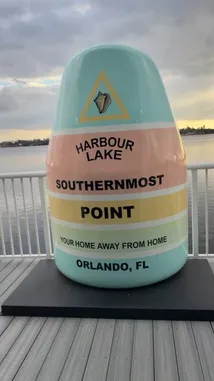 HARBOUR
LAKE
SOUTHERNMOST
POINT
YOUR HOME AWAY FROM HOME
ORLANDO, FL